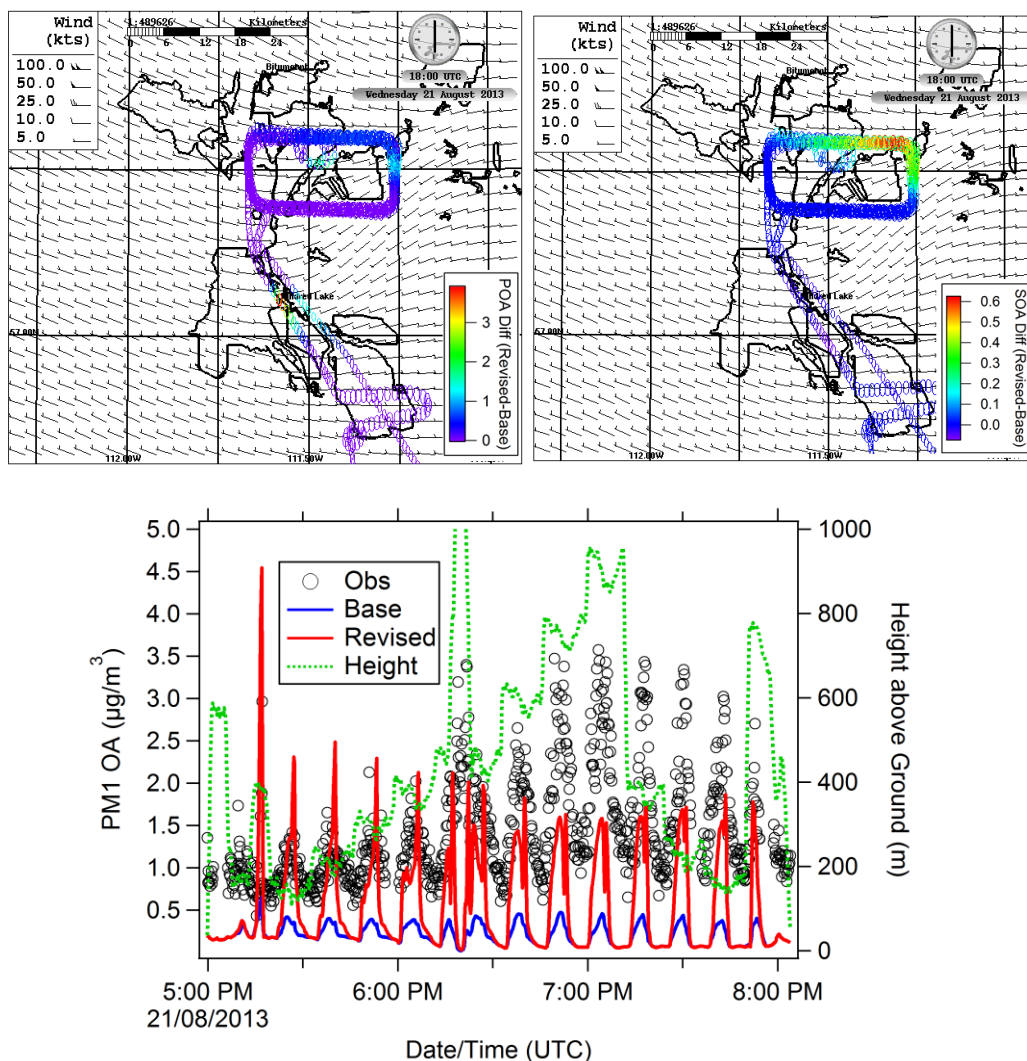 Wind
(kts)
100.0
50.0
25.0
10.0
5.0
1:489626 Kilometers
0 6 12 18 24
Bitumount
18:00 UTC
Wednesday 21 August 2013
57.00N
112.00W
111.50W
POA Diff (Revised-Base)
3
2
1
0
Wind
(kts)
100.0
50.0
25.0
10.0
5.0
1:489626 Kilometers
0 6 12 18 24
Bitumount
18:00 UTC
Wednesday 21 August 2013
57.00N
112.00W
111.50W
SOA Diff (Revised-Base)
0.6
0.5
0.4
0.3
0.2
0.1
0.0
PM1 OA (µg/m³)
5.0
4.5
4.0
3.5
3.0
2.5
2.0
1.5
1.0
0.5
Obs
Base
Revised
Height
1000
800
600
400
200
0
Height above Ground (m)
5:00 PM
6:00 PM
7:00 PM
8:00 PM
21/08/2013
Date/Time (UTC)